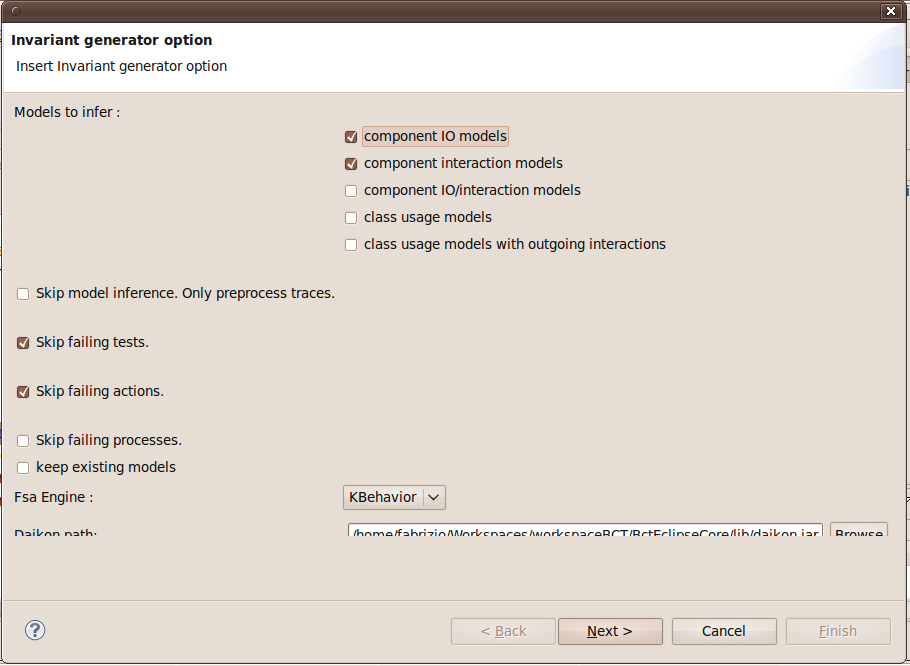 Invariant generator option
Insert Invariant generator option
Models to infer :
component IO models
component interaction models
component IO/interaction models
class usage models
class usage models with outgoing interactions
Skip model inference. Only preprocess traces.
Skip failing tests.
Skip failing actions.
Skip failing processes.
keep existing models
Fsa Engine : KBehavior
Daikon path: /home/fabrizio/Workspaces/workspaceBCT/BctEclipseCore/lib/daikon.jar Browse
< Back Next > Cancel Finish